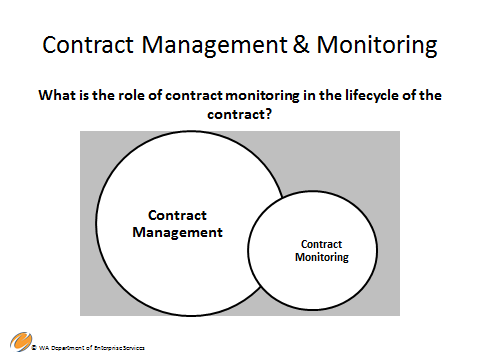 Contract Management & Monitoring
What is the role of contract monitoring in the lifecycle of the
contract?
Contract
Management
Contract
Monitoring
© WA Department of Enterprise Services